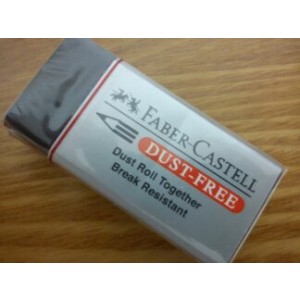 FABER-CASTELL
DUST-FREE
Dust Roll Together
Break Resistant